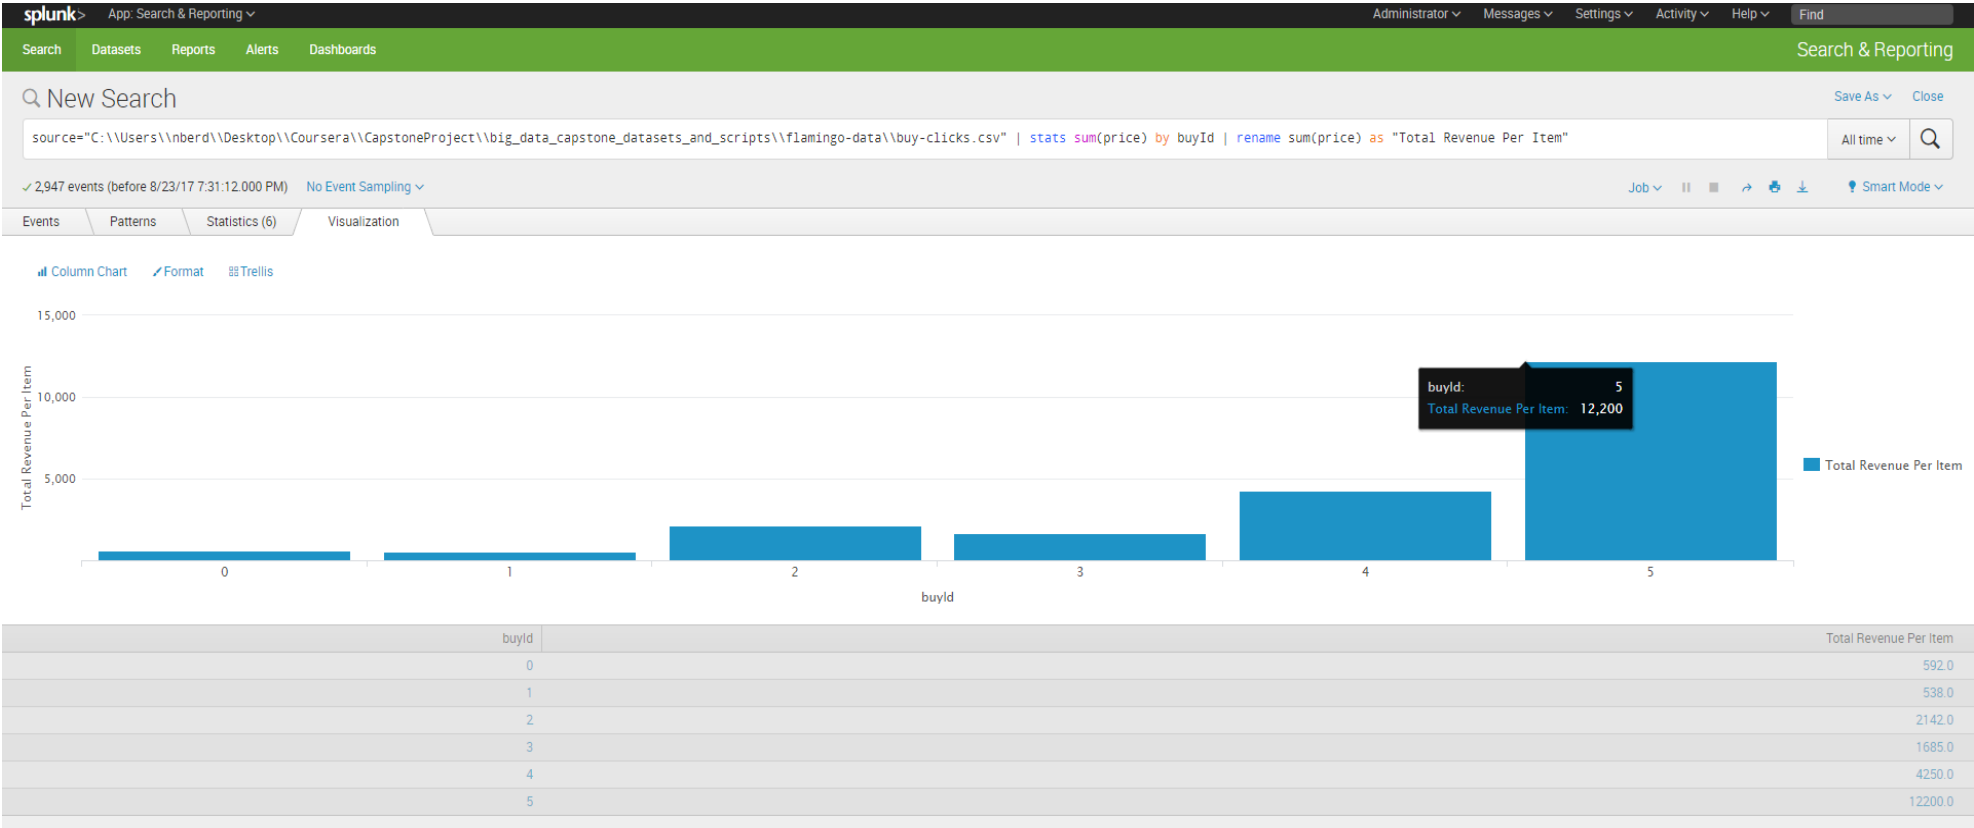 splunk> App: Search & Reporting Administrator Messages Settings Activity Help Find
Search Datasets Reports Alerts Dashboards Search & Reporting
New Search Save As Close
source="C:\\Users\\nberd\\Desktop\\Coursera\\CapstoneProject\\big_data_capstone_datasets_and_scripts\\flamingo-data\\buy-clicks.csv" | stats sum(price) by buyId | rename sum(price) as "Total Revenue Per Item" All time
2,947 events (before 8/23/17 7:31:12.000 PM) No Event Sampling Job Smart Mode
Events Patterns Statistics (6) Visualization
Column Chart Format Trellis
15,000
10,000
5,000
Total Revenue Per Item
buyId: 5
Total Revenue Per Item: 12,200
Total Revenue Per Item
0 1 2 3 4 5
buyId
buyId Total Revenue Per Item
0 592.0
1 538.0
2 2142.0
3 1685.0
4 4250.0
5 12200.0